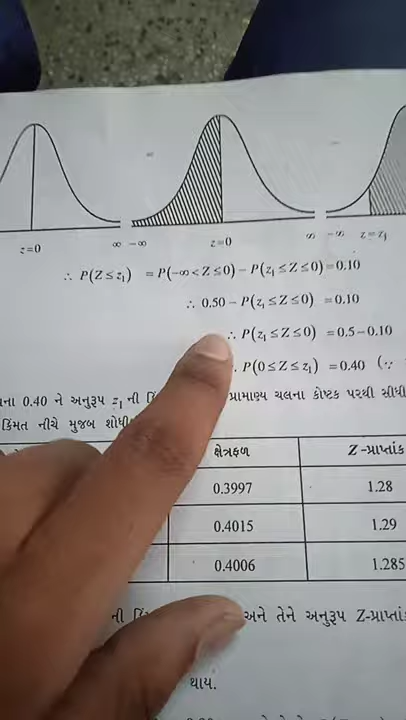 z=0 ∞ −∞ z=0 ∞ −∞ z=z₁
∴ P(Z≤z₁) = P(−∞<Z≤0)−P(z₁≤Z≤0)=0.10
∴ 0.50−P(z₁≤Z≤0) = 0.10
∴ P(z₁≤Z≤0) = 0.5−0.10
∴ P(0≤Z≤z₁) = 0.40 (∵
0.40 ને અનુરૂપ z₁ ની પ્રામાણ્ય ચલના કોષ્ટક પરથી સીધી
કિંમત નીચે મુજબ
ક્ષેત્રફળ Z-પ્રાપ્તાંક
0.3997 1.28
0.4015 1.29
0.4006 1.285
ની અને તેને અનુરૂપ Z-પ્રાપ્તાંક
થાય.